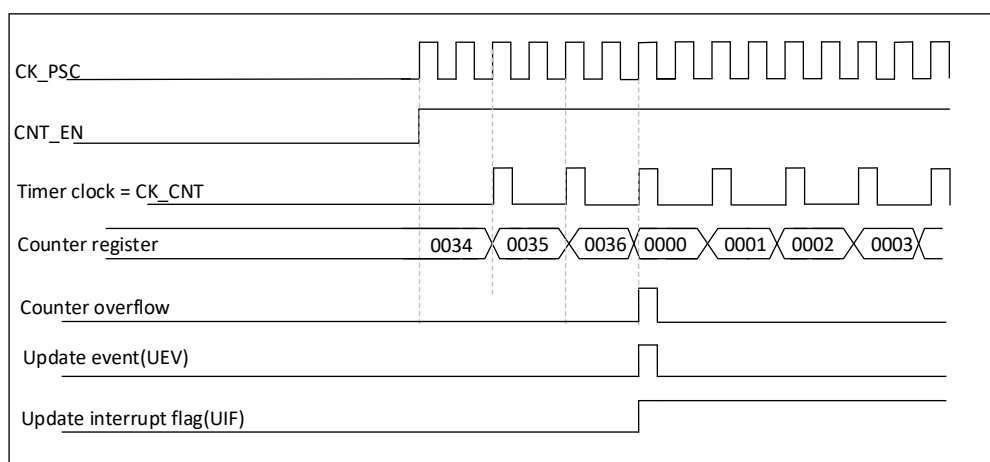 CK_PSC
CNT_EN
Timer clock = CK_CNT
Counter register 0034 0035 0036 0000 0001 0002 0003
Counter overflow
Update event(UEV)
Update interrupt flag(UIF)